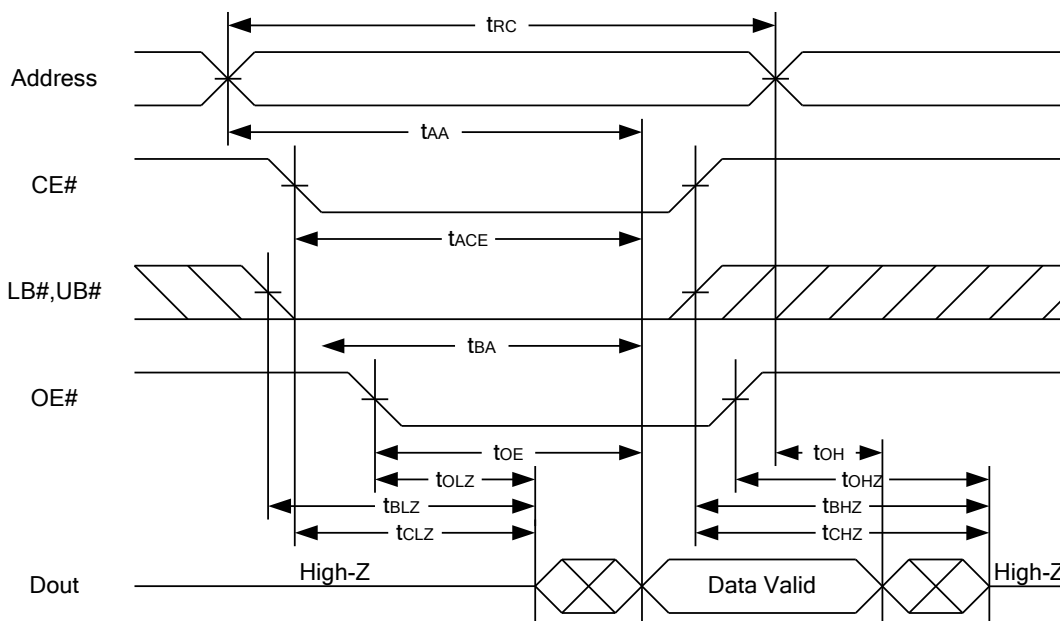 tRC
Address
tAA
CE#
tACE
LB#,UB#
tBA
OE#
tOE
tOH
tOLZ
tOHZ
tBLZ
tBHZ
tCLZ
tCHZ
Dout
High-Z
Data Valid
High-Z